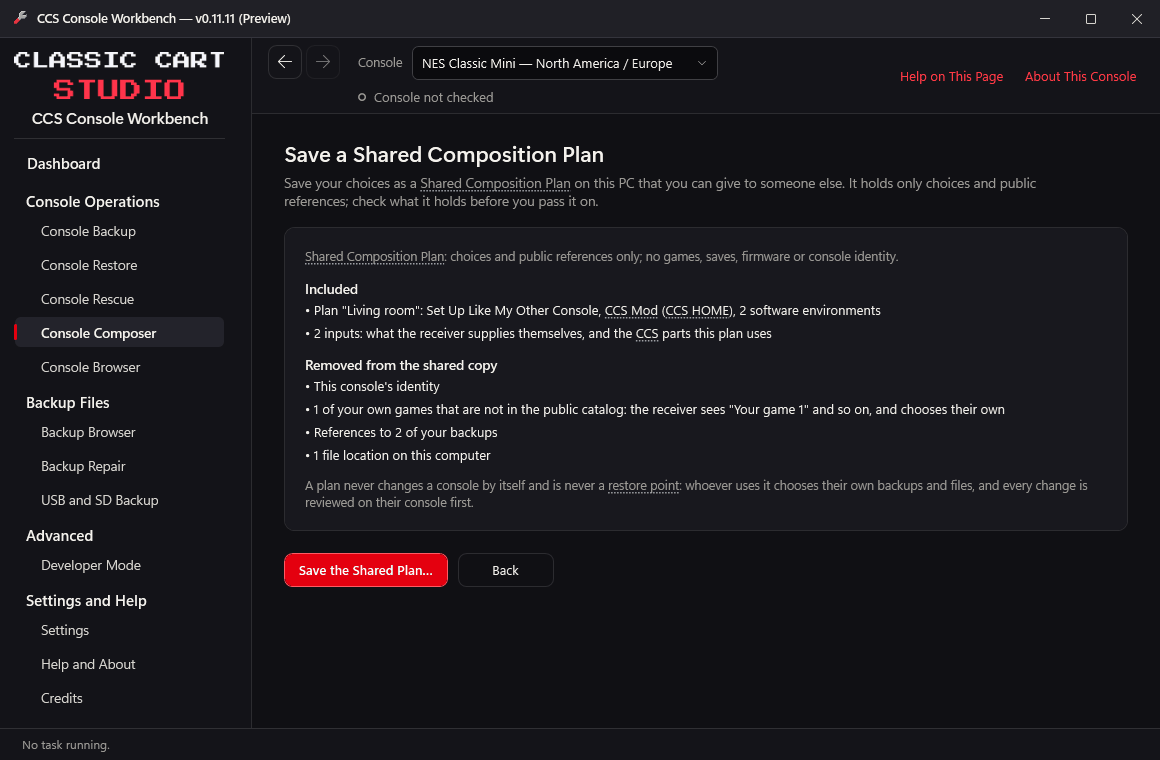 CCS Console Workbench — v0.11.11 (Preview)
CLASSIC CART
STUDIO
CCS Console Workbench
Dashboard
Console Operations
Console Backup
Console Restore
Console Rescue
Console Composer
Console Browser
Backup Files
Backup Browser
Backup Repair
USB and SD Backup
Advanced
Developer Mode
Settings and Help
Settings
Help and About
Credits
Console
NES Classic Mini — North America / Europe
Console not checked
Help on This Page
About This Console
Save a Shared Composition Plan
Save your choices as a Shared Composition Plan on this PC that you can give to someone else. It holds only choices and public
references; check what it holds before you pass it on.
Shared Composition Plan: choices and public references only; no games, saves, firmware or console identity.
Included
• Plan "Living room": Set Up Like My Other Console, CCS Mod (CCS HOME), 2 software environments
• 2 inputs: what the receiver supplies themselves, and the CCS parts this plan uses
Removed from the shared copy
• This console's identity
• 1 of your own games that are not in the public catalog: the receiver sees "Your game 1" and so on, and chooses their own
• References to 2 of your backups
• 1 file location on this computer
A plan never changes a console by itself and is never a restore point: whoever uses it chooses their own backups and files, and every change is
reviewed on their console first.
Save the Shared Plan...
Back
No task running.